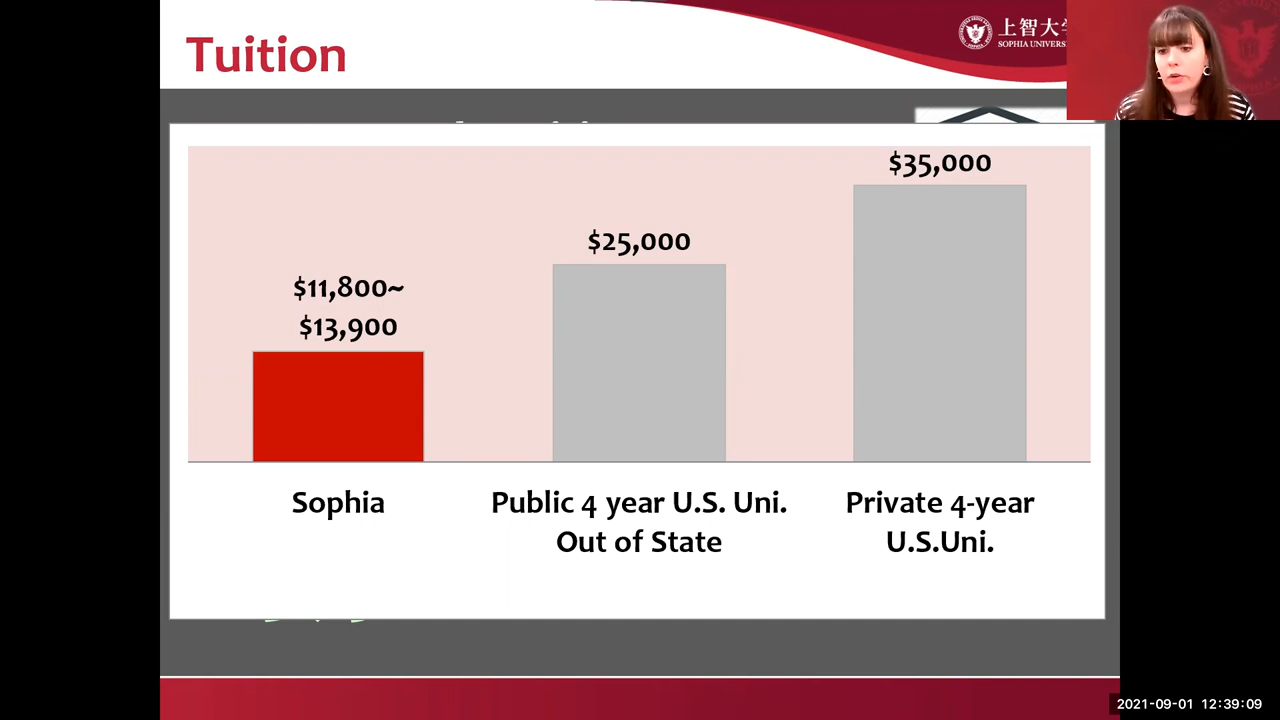 Tuition
上智大学
SOPHIA UNIVERSITY
$35,000
$25,000
$11,800~
$13,900
Sophia
Public 4 year U.S. Uni.
Out of State
Private 4-year
U.S.Uni.
2021-09-01 12:39:09